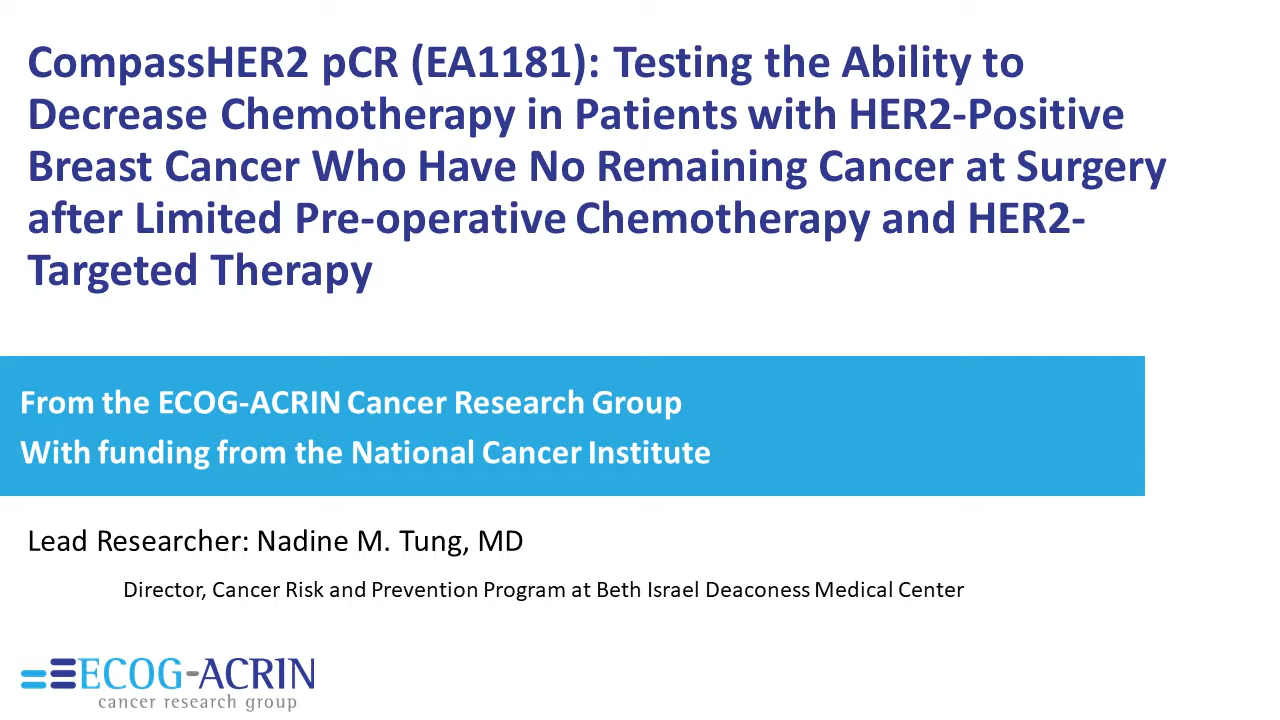 CompassHER2 pCR (EA1181): Testing the Ability to
Decrease Chemotherapy in Patients with HER2-Positive
Breast Cancer Who Have No Remaining Cancer at Surgery
after Limited Pre-operative Chemotherapy and HER2-
Targeted Therapy
From the ECOG-ACRIN Cancer Research Group
With funding from the National Cancer Institute
Lead Researcher: Nadine M. Tung, MD
Director, Cancer Risk and Prevention Program at Beth Israel Deaconess Medical Center
ECOG-ACRIN
cancer research group